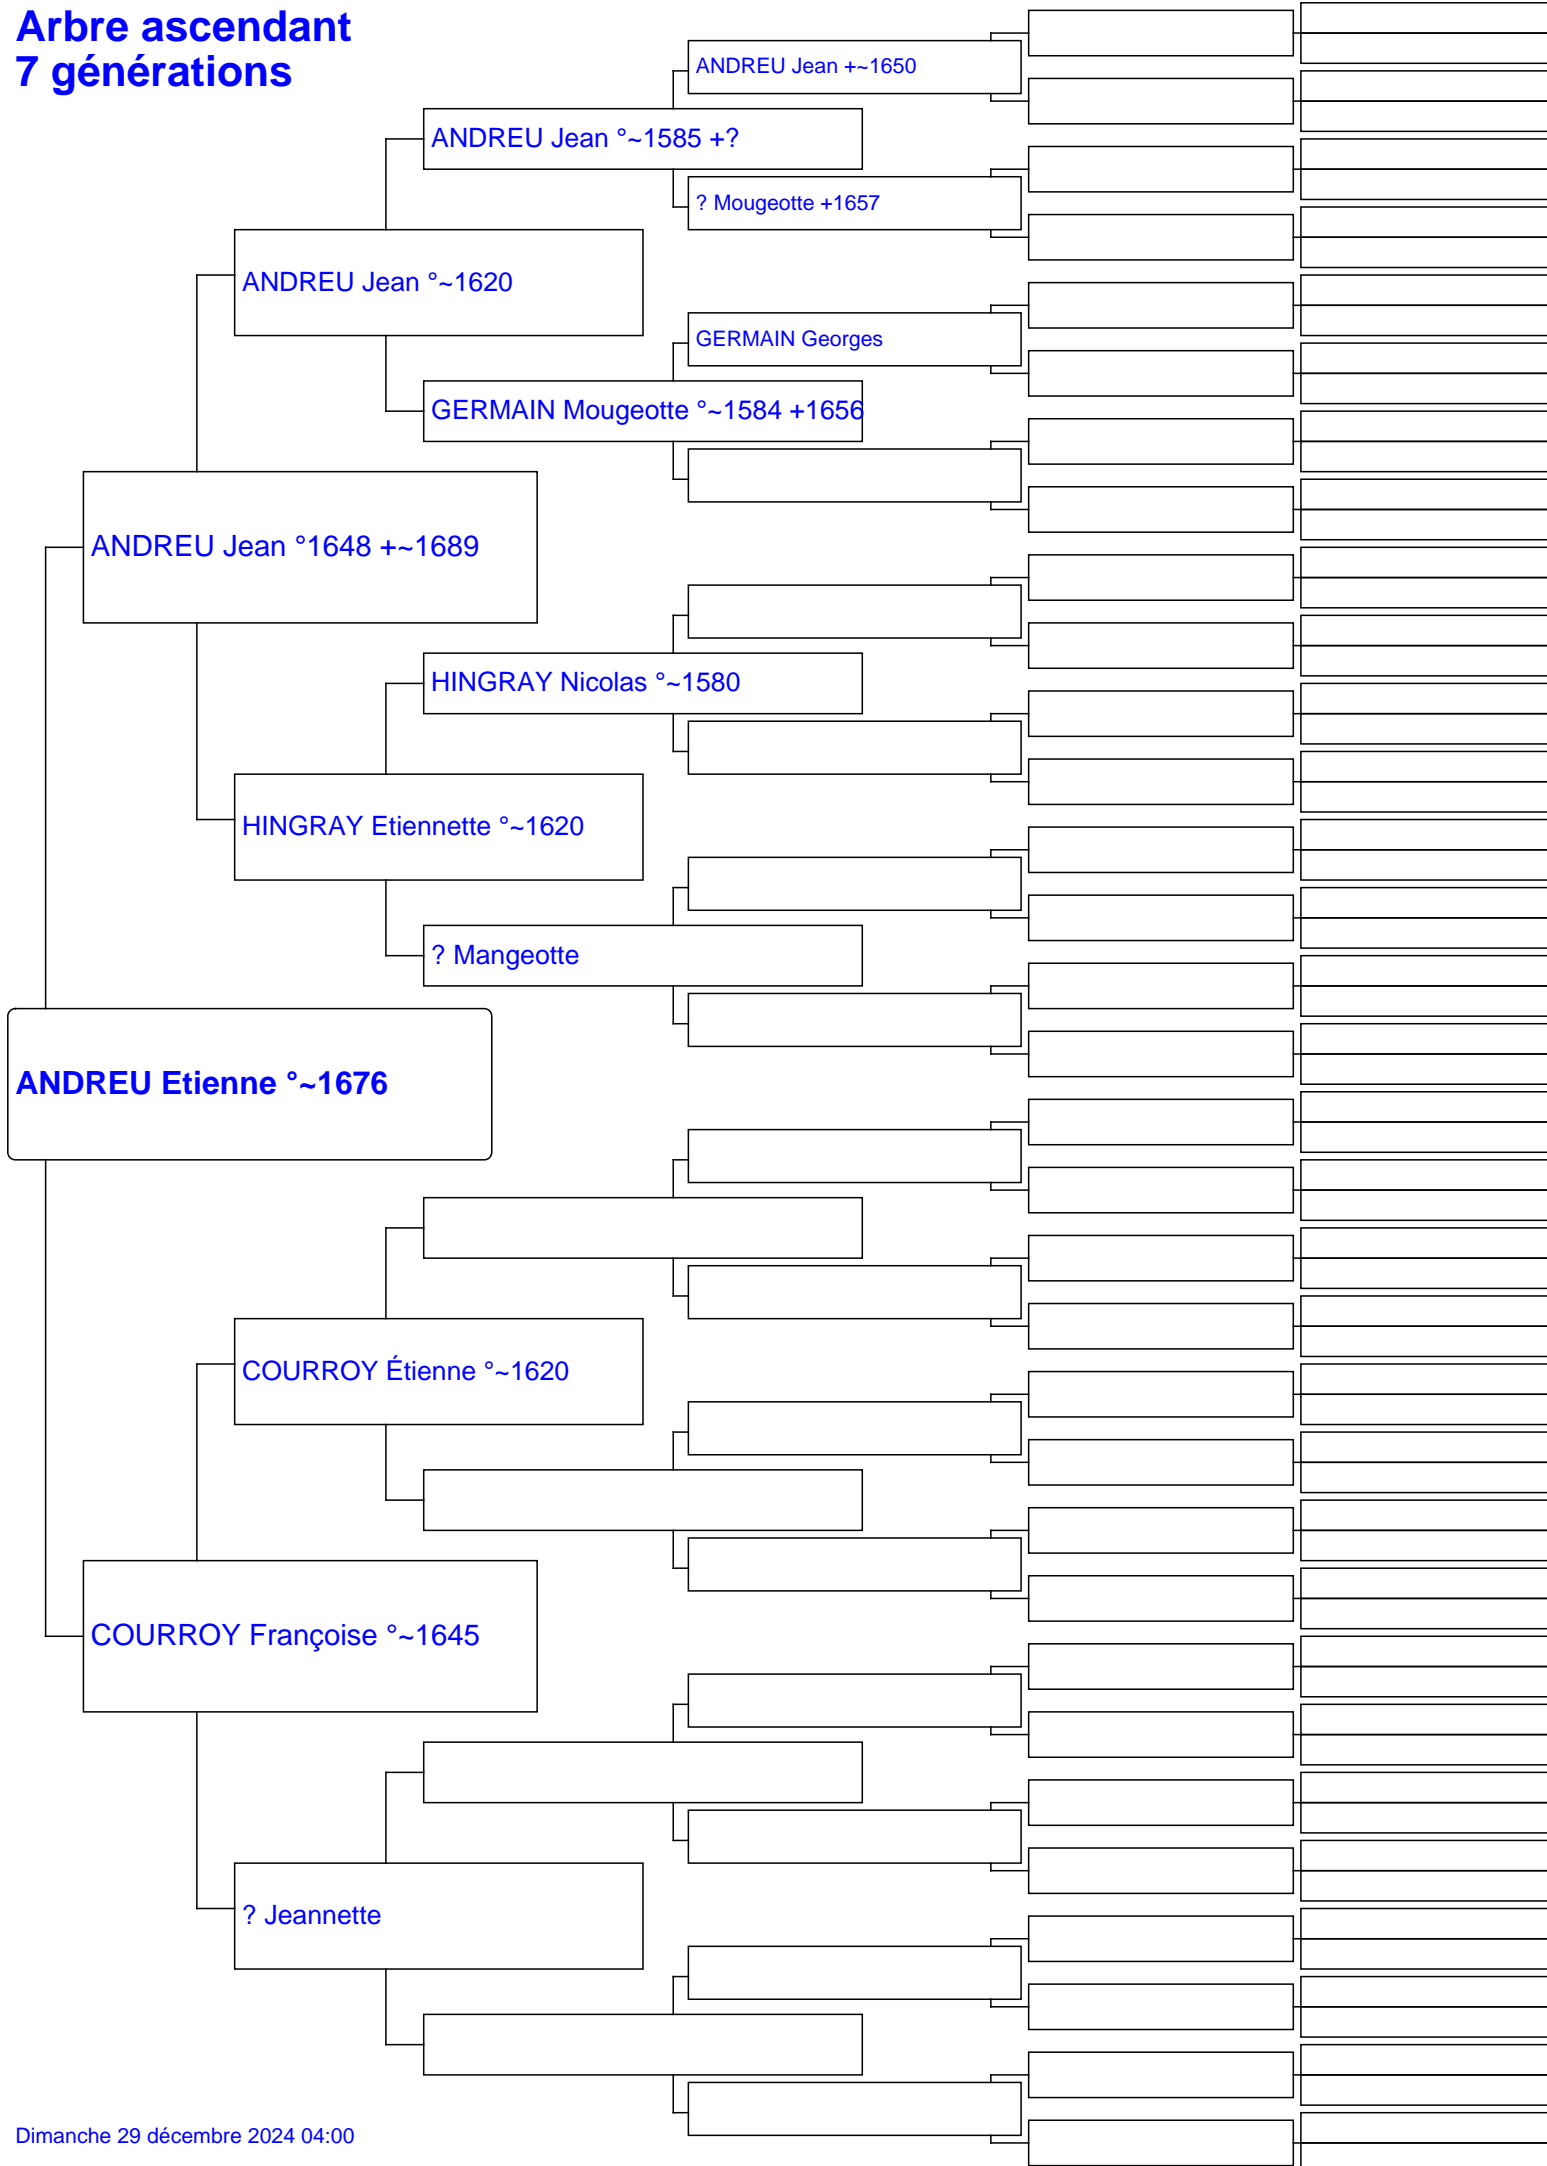 Arbre ascendant
7 générations
ANDREU Jean +~1650
ANDREU Jean °~1585 +?
? Mougeotte +1657
ANDREU Jean °~1620
GERMAIN Georges
GERMAIN Mougeotte °~1584 +1656
ANDREU Jean °1648 +~1689
HINGRAY Nicolas °~1580
HINGRAY Etiennette °~1620
? Mangeotte
ANDREU Etienne °~1676
COURROY Étienne °~1620
COURROY Françoise °~1645
? Jeannette
Dimanche 29 décembre 2024 04:00